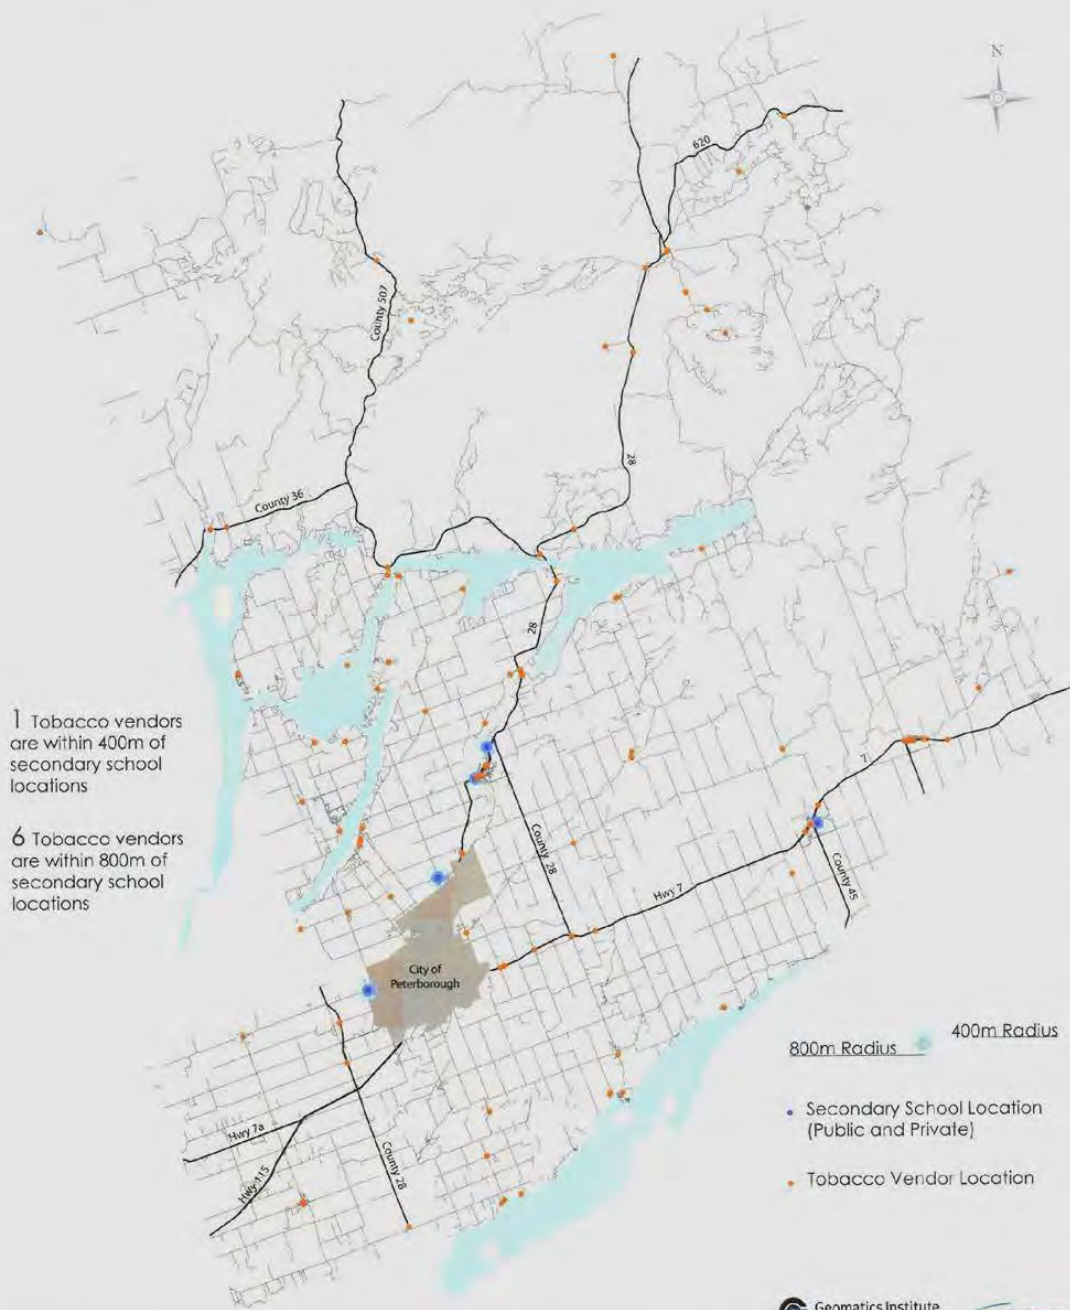 N
620
County 507
28
County 36
28
7
1 Tobacco vendors
are within 400m of
secondary school
locations
6 Tobacco vendors
are within 800m of
secondary school
locations
County 28
Hwy 7
County 45
City of
Peterborough
400m Radius
800m Radius
Secondary School Location
(Public and Private)
Tobacco Vendor Location
Hwy 7a
Hwy 115
County 28
Geomatics Institute